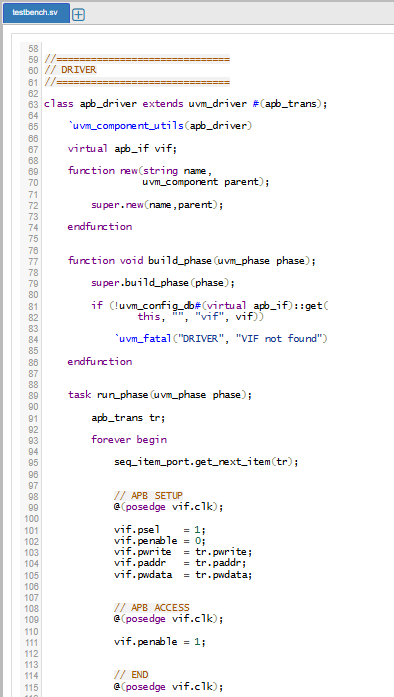 testbench.sv
58
59 //==============================
60 // DRIVER
61 //==============================
62
63 class apb_driver extends uvm_driver #(apb_trans);
64
65 `uvm_component_utils(apb_driver)
66
67 virtual apb_if vif;
68
69 function new(string name,
70 uvm_component parent);
71
72 super.new(name,parent);
73
74 endfunction
75
76
77 function void build_phase(uvm_phase phase);
78
79 super.build_phase(phase);
80
81 if (!uvm_config_db#(virtual apb_if)::get(
82 this, "", "vif", vif))
83
84 `uvm_fatal("DRIVER", "VIF not found")
85
86 endfunction
87
88
89 task run_phase(uvm_phase phase);
90
91 apb_trans tr;
92
93 forever begin
94
95 seq_item_port.get_next_item(tr);
96
97
98 // APB SETUP
99 @(posedge vif.clk);
100
101 vif.psel = 1;
102 vif.penable = 0;
103 vif.pwrite = tr.pwrite;
104 vif.paddr = tr.paddr;
105 vif.pwdata = tr.pwdata;
106
107
108 // APB ACCESS
109 @(posedge vif.clk);
110
111 vif.penable = 1;
112
113
114 // END
115 @(posedge vif.clk);